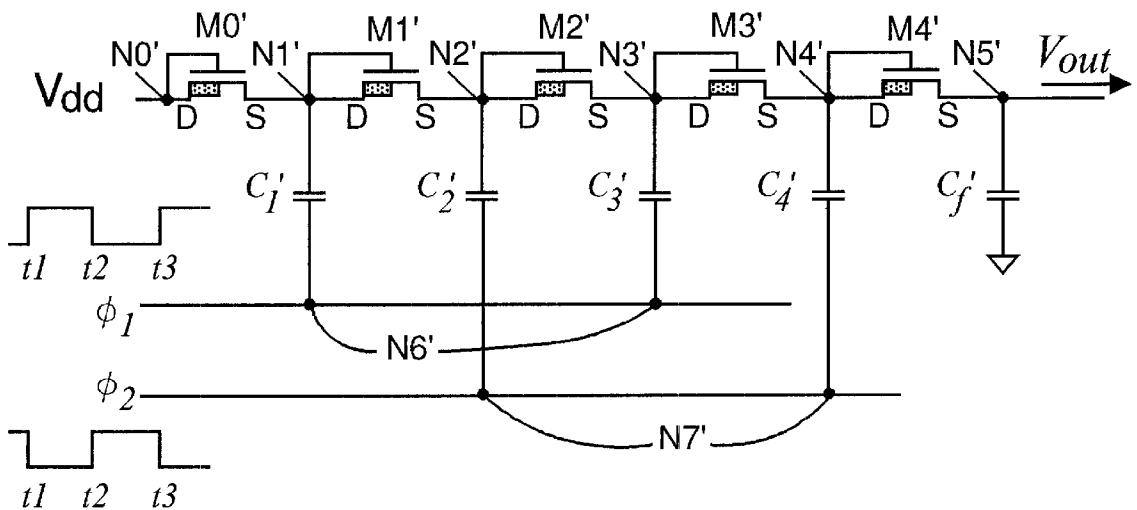 M0' M1' M2' M3' M4'
N0' N1' N2' N3' N4' N5' Vout
Vdd
D S D S D S D S D S
C1' C2' C3' C4' Cf'
t1 t2 t3
ϕ1
N6'
ϕ2
N7'
t1 t2 t3